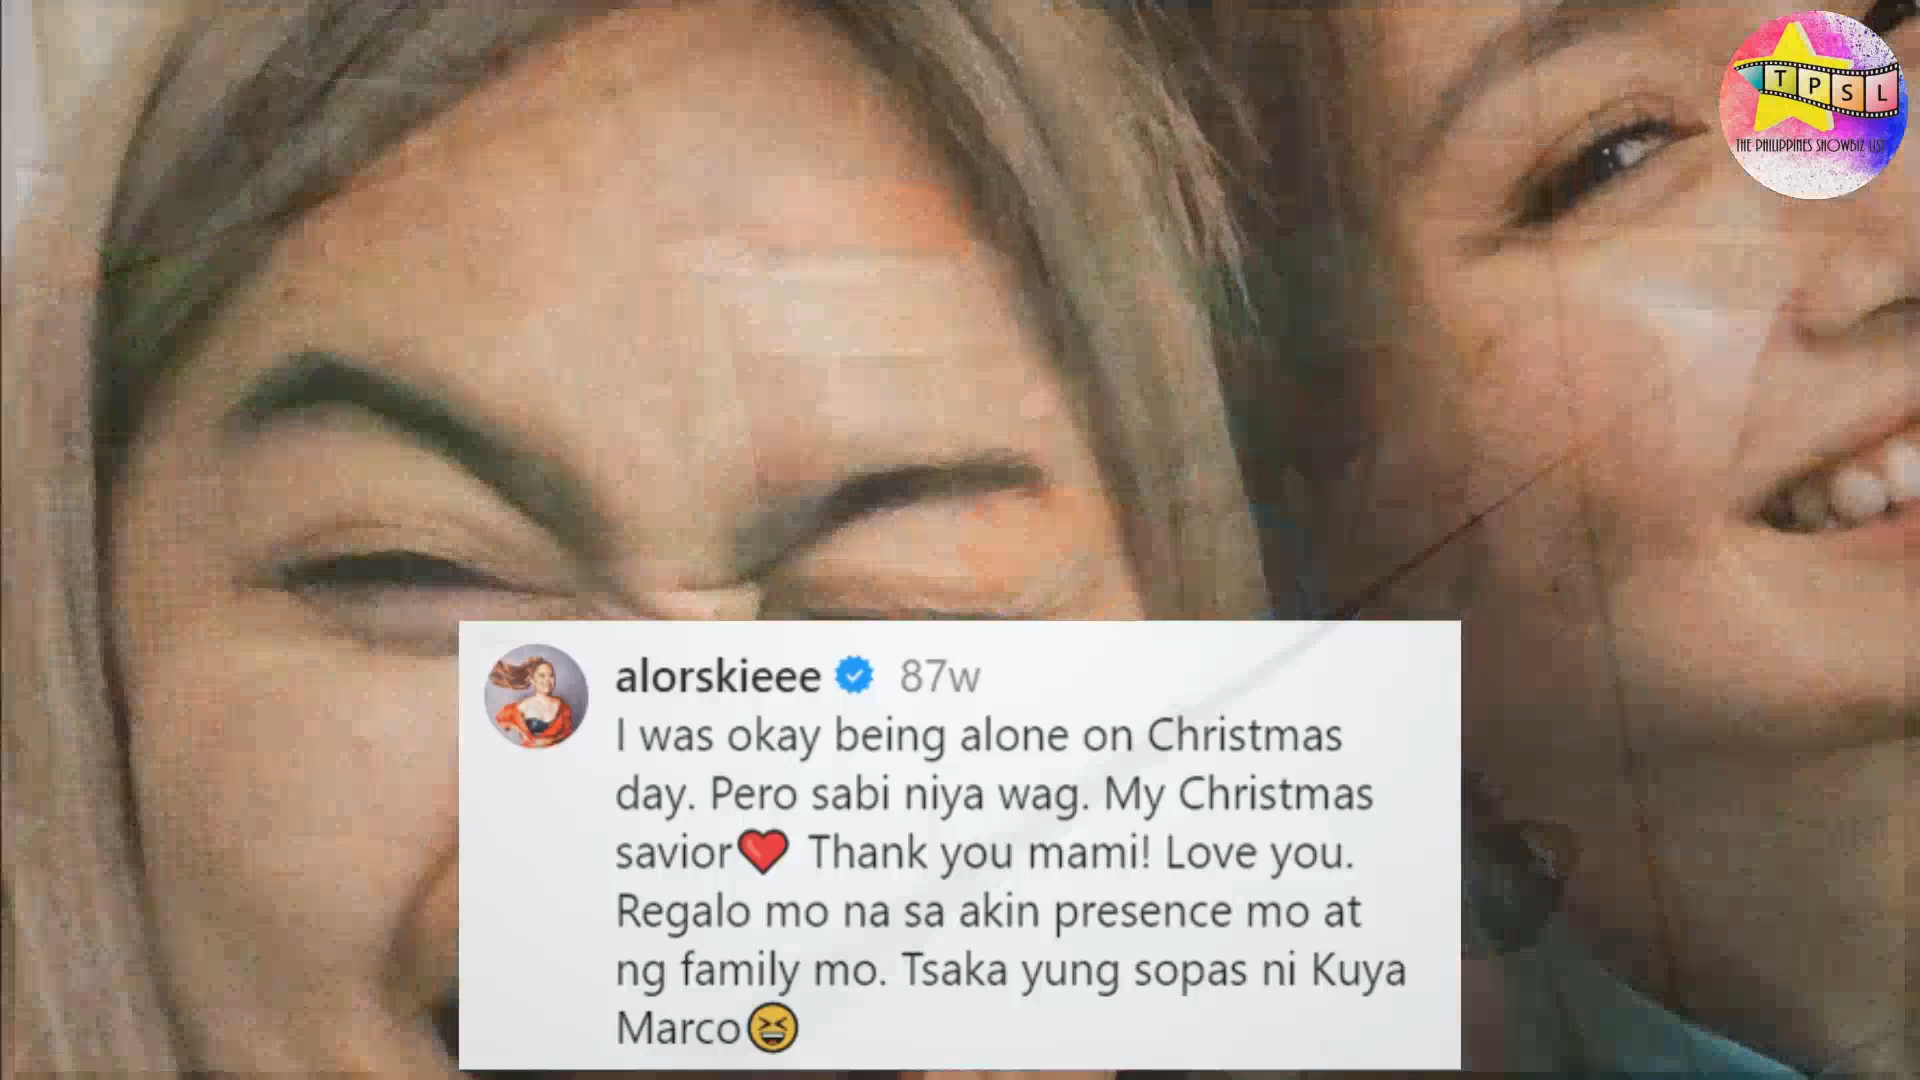 T P S L
THE PHILIPPINES SHOWBIZ LIST
alorskieee 87w
I was okay being alone on Christmas
day. Pero sabi niya wag. My Christmas
savior❤️ Thank you mami! Love you.
Regalo mo na sa akin presence mo at
ng family mo. Tsaka yung sopas ni Kuya
Marco😆